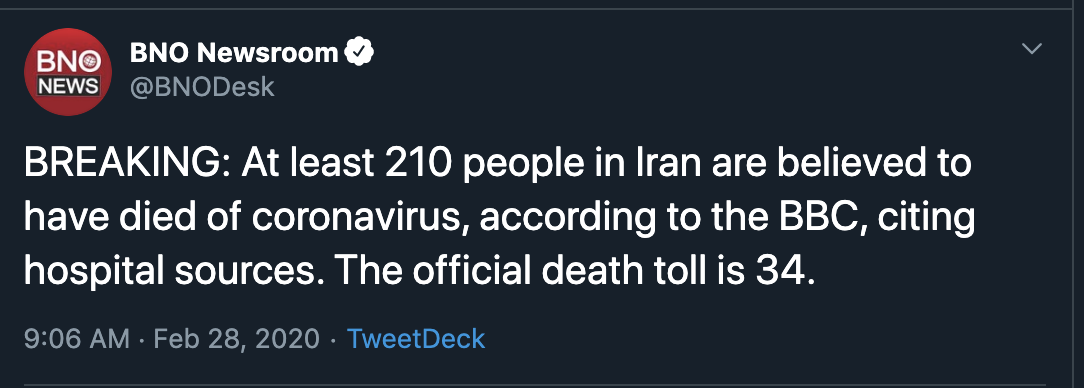 BNO
NEWS
BNO Newsroom
@BNODesk
BREAKING: At least 210 people in Iran are believed to
have died of coronavirus, according to the BBC, citing
hospital sources. The official death toll is 34.
9:06 AM · Feb 28, 2020 · TweetDeck